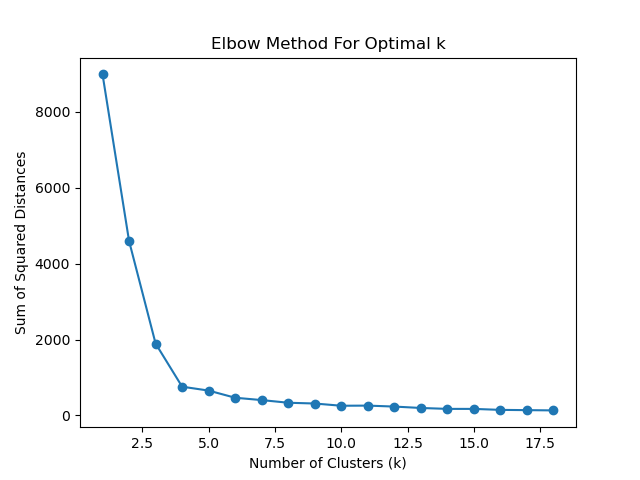 Elbow Method For Optimal k
Sum of Squared Distances
8000
6000
4000
2000
0
2.5 5.0 7.5 10.0 12.5 15.0 17.5
Number of Clusters (k)